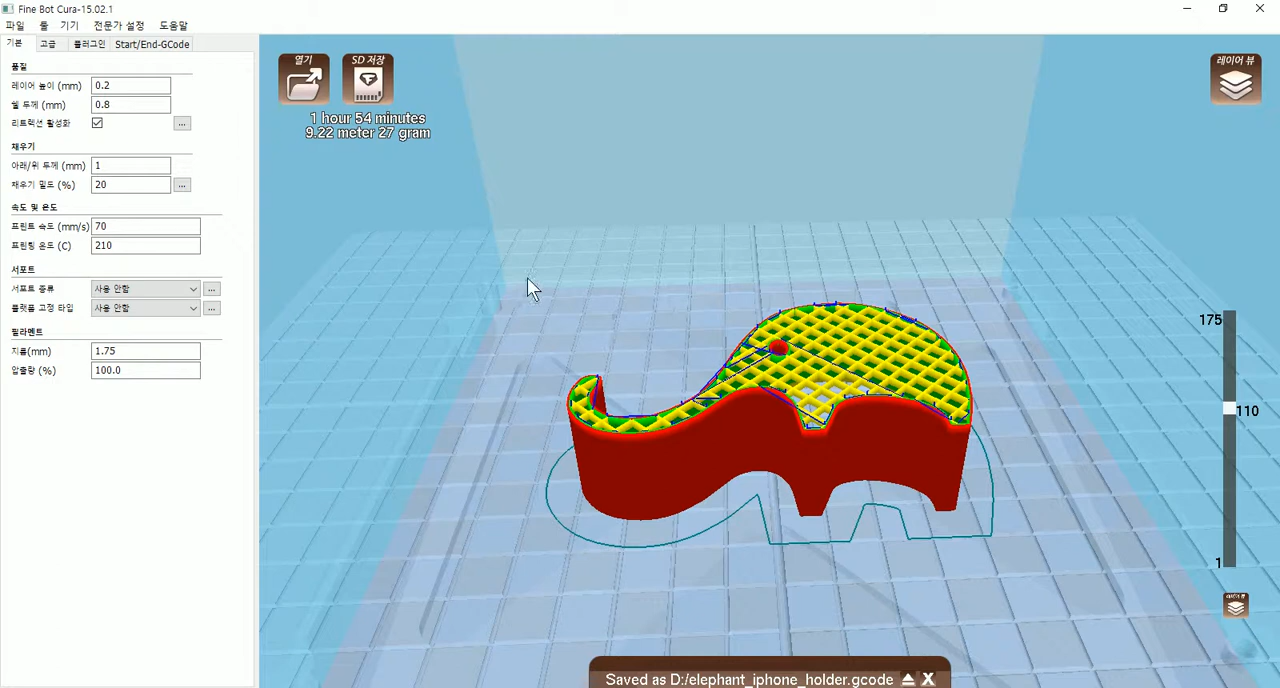 Fine Bot Cura-15.02.1
파일 툴 기기 전문가 설정 도움말
기본 고급 플러그인 Start/End-GCode
품질
레이어 높이 (mm) 0.2
쉘 두께 (mm) 0.8
리트랙션 활성화 ...
채우기
아래/위 두께 (mm) 1
채우기 밀도 (%) 20 ...
속도 및 온도
프린트 속도 (mm/s) 70
프린팅 온도 (C) 210
서포트
서포트 종류 사용 안함 ...
플랫폼 고정 타입 사용 안함 ...
필라멘트
지름(mm) 1.75
압출량 (%) 100.0
열기 SD 저장
1 hour 54 minutes
9.22 meter 27 gram
레이어 뷰
175
110
1
레이어 뷰
Saved as D:/elephant_iphone_holder.gcode X